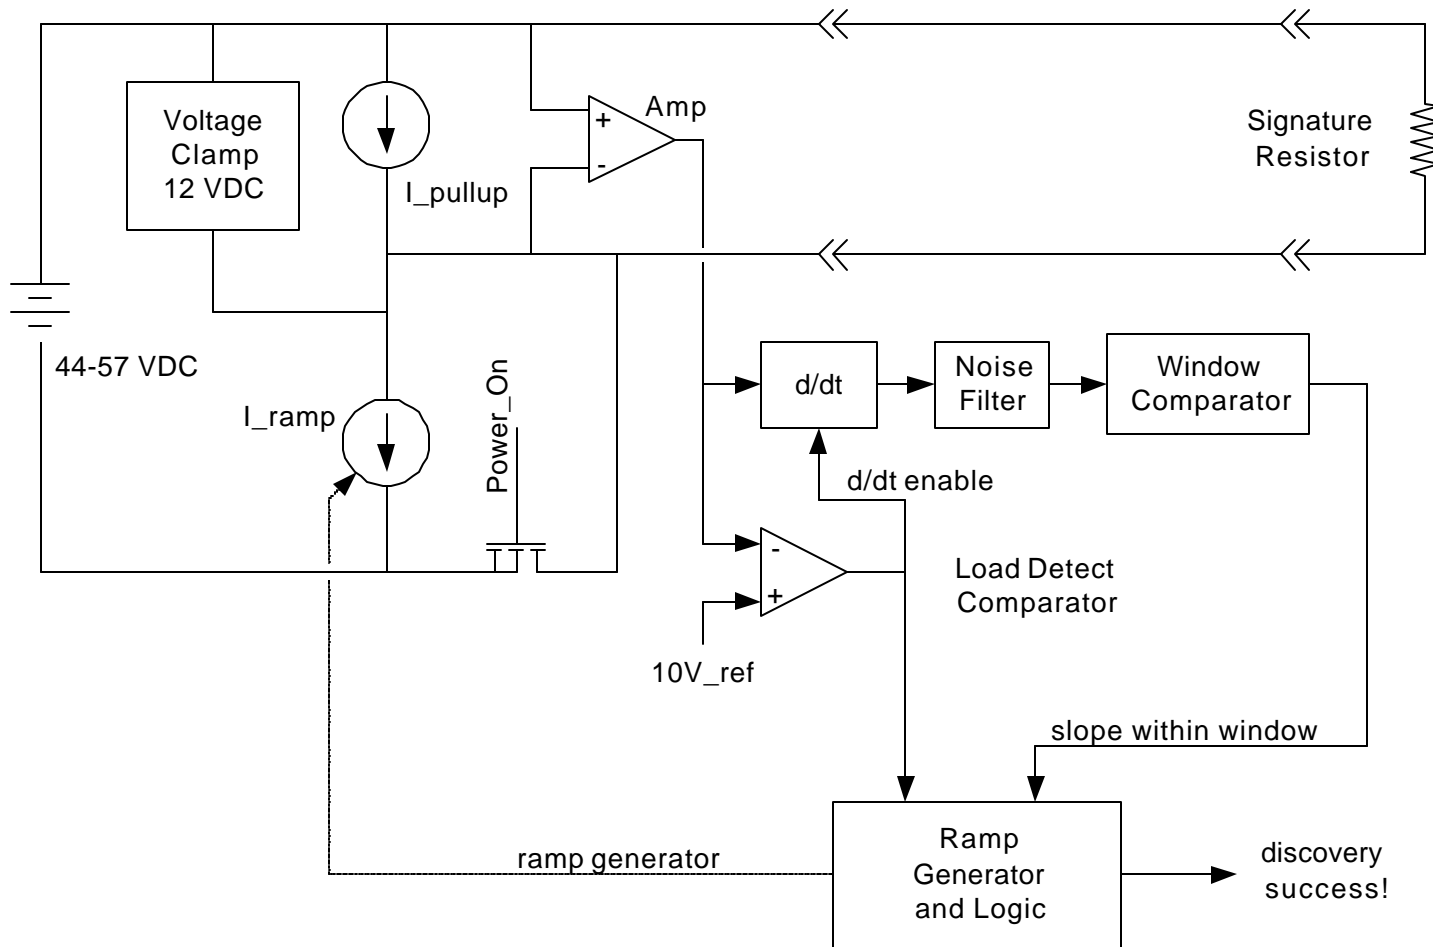 Voltage
Clamp
12 VDC
I_pullup
+
-
Amp
Signature
Resistor
44-57 VDC
I_ramp
Power_On
d/dt
Noise
Filter
Window
Comparator
d/dt enable
-
+
Load Detect
Comparator
10V_ref
slope within window
ramp generator
Ramp
Generator
and Logic
discovery
success!